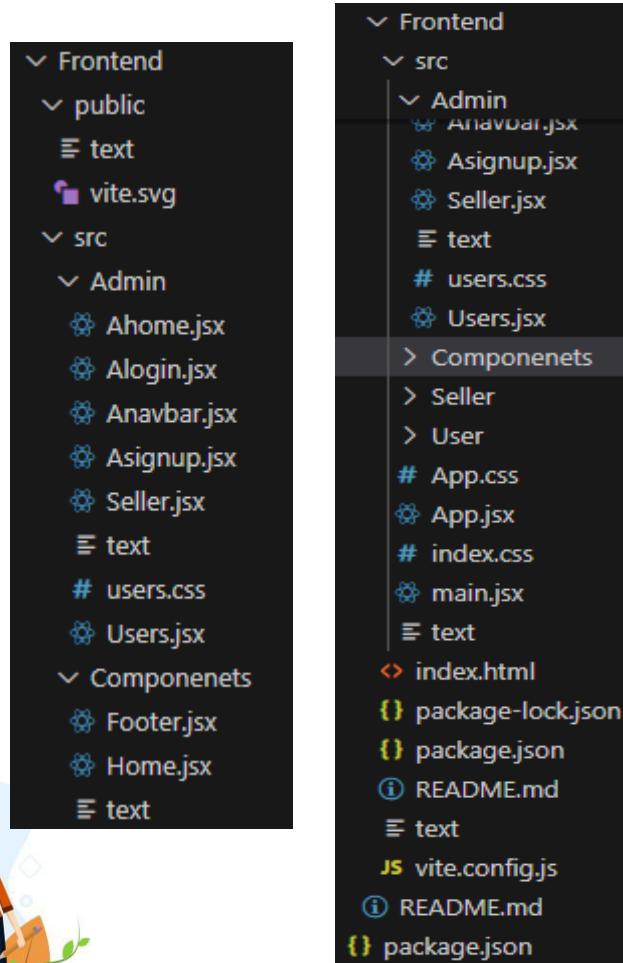 Frontend
public
text
vite.svg
src
Admin
Ahome.jsx
Alogin.jsx
Anavbar.jsx
Asignup.jsx
Seller.jsx
text
# users.css
Users.jsx
Componenets
Footer.jsx
Home.jsx
text
Frontend
src
Admin
Anavbar.jsx
Asignup.jsx
Seller.jsx
text
# users.css
Users.jsx
Componenets
Seller
User
# App.css
App.jsx
# index.css
main.jsx
text
<> index.html
{} package-lock.json
{} package.json
README.md
text
JS vite.config.js
README.md
{} package.json